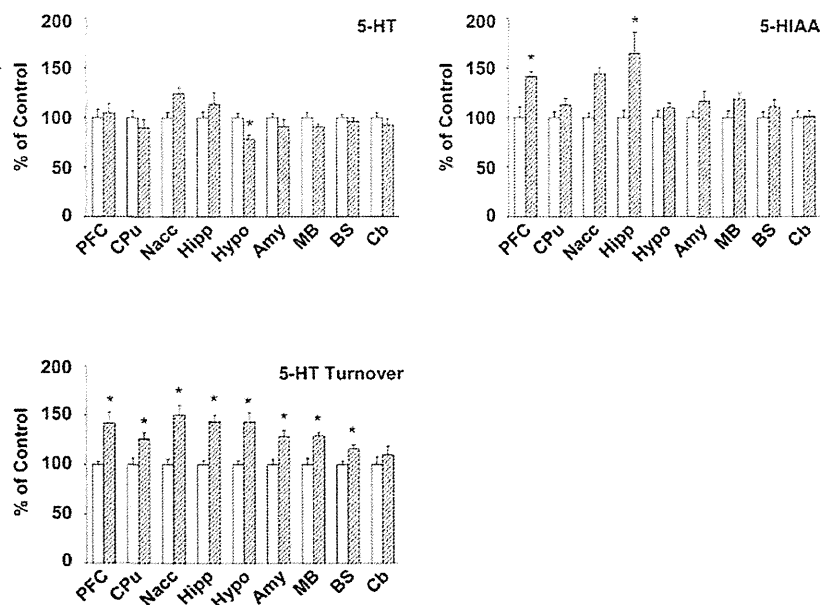 5-HT
% of Control
200
150
100
50
0
PFC CPu Nacc Hipp Hypo Amy MB BS Cb
*
5-HIAA
% of Control
200
150
100
50
0
PFC CPu Nacc Hipp Hypo Amy MB BS Cb
* *
5-HT Turnover
% of Control
200
150
100
50
0
PFC CPu Nacc Hipp Hypo Amy MB BS Cb
* * * * * * * *